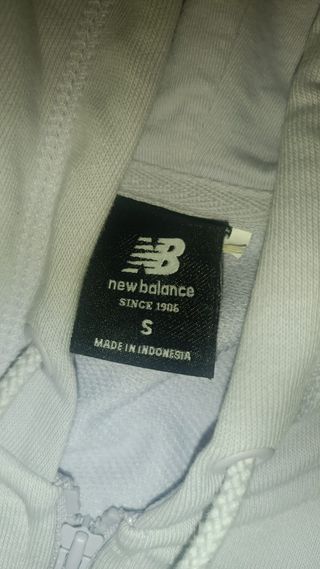 NB
new balance
SINCE 1906
S
MADE IN INDONESIA